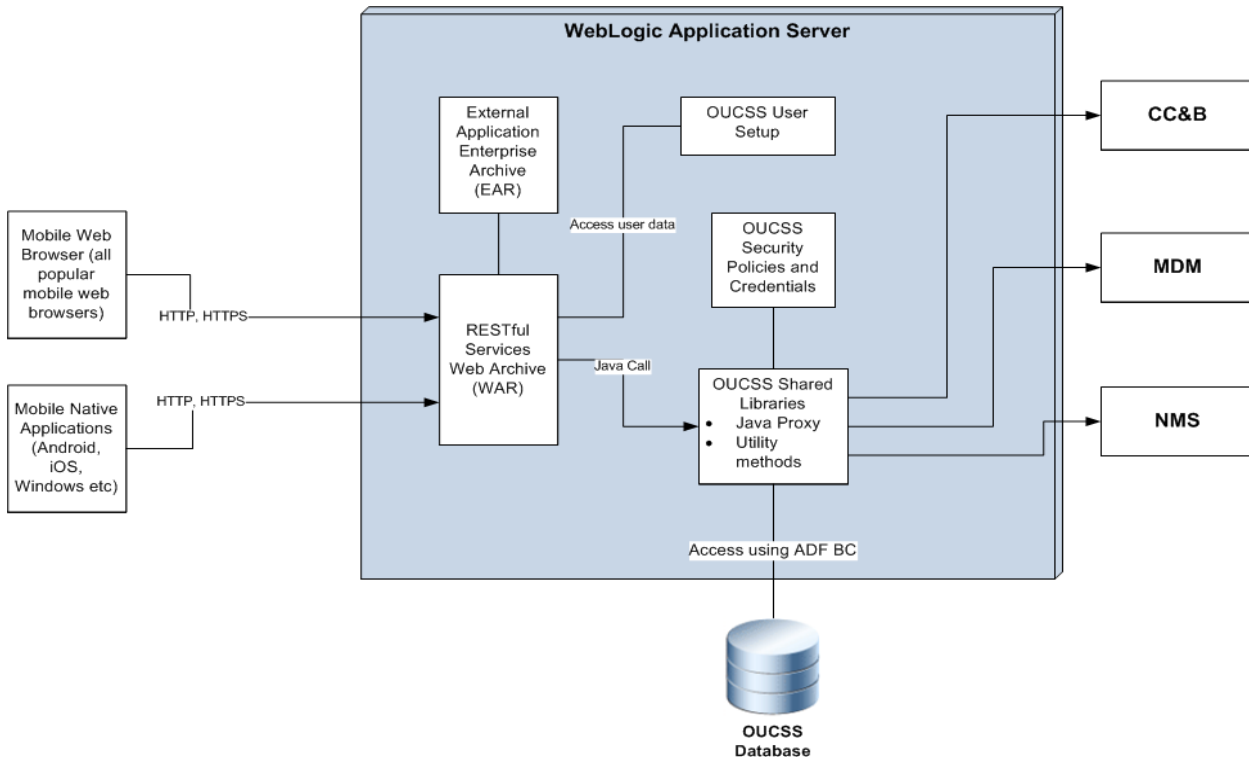 WebLogic Application Server
External
Application
Enterprise
Archive
(EAR)
OUCSS User
Setup
CC&B
Access user data
Mobile Web
Browser (all
popular
mobile web
browsers)
OUCSS
Security
Policies and
Credentials
MDM
HTTP, HTTPS
RESTful
Services
Web Archive
(WAR)
Java Call
Mobile Native
Applications
(Android,
iOS,
Windows etc)
HTTP, HTTPS
OUCSS Shared
Libraries
• Java Proxy
• Utility
methods
NMS
Access using ADF BC
OUCSS
Database